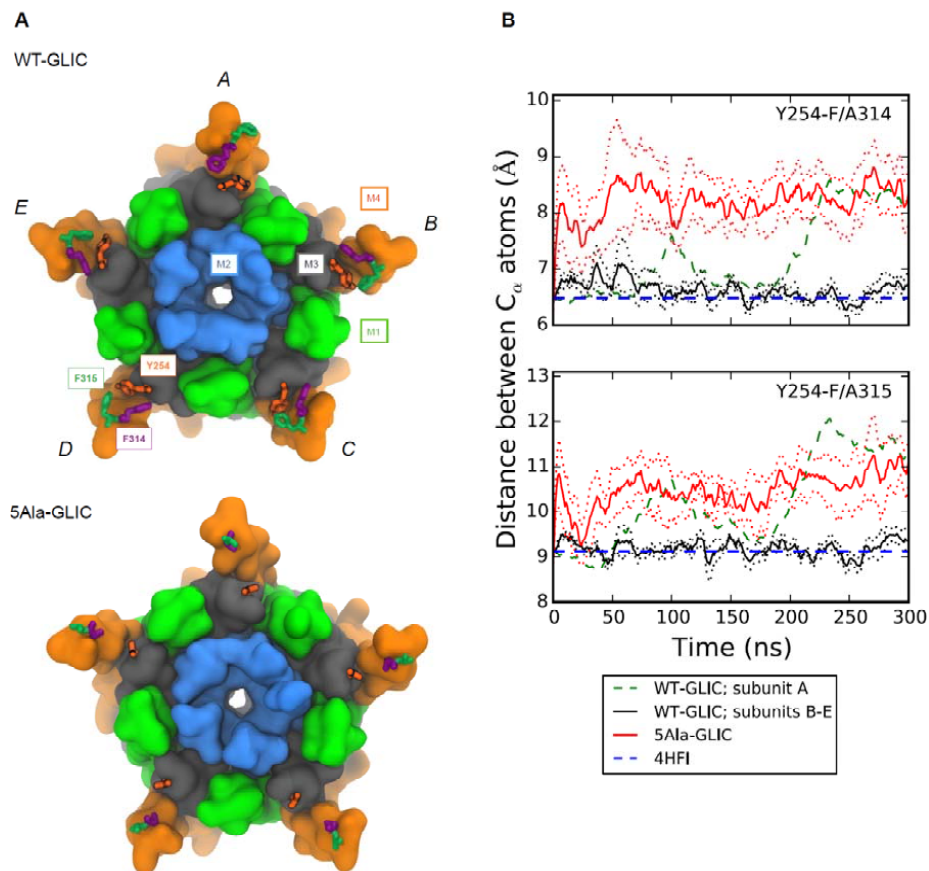 A
WT-GLIC
A
E
M4
B
M2
M3
M1
Y254
F315
F314
D
C
5Ala-GLIC
B
Distance between Cα atoms (Å)
10
9
8
7
6
Y254-F/A314
13
12
11
10
9
8
Y254-F/A315
0 50 100 150 200 250 300
Time (ns)
WT-GLIC; subunit A
WT-GLIC; subunits B-E
5Ala-GLIC
4HFI